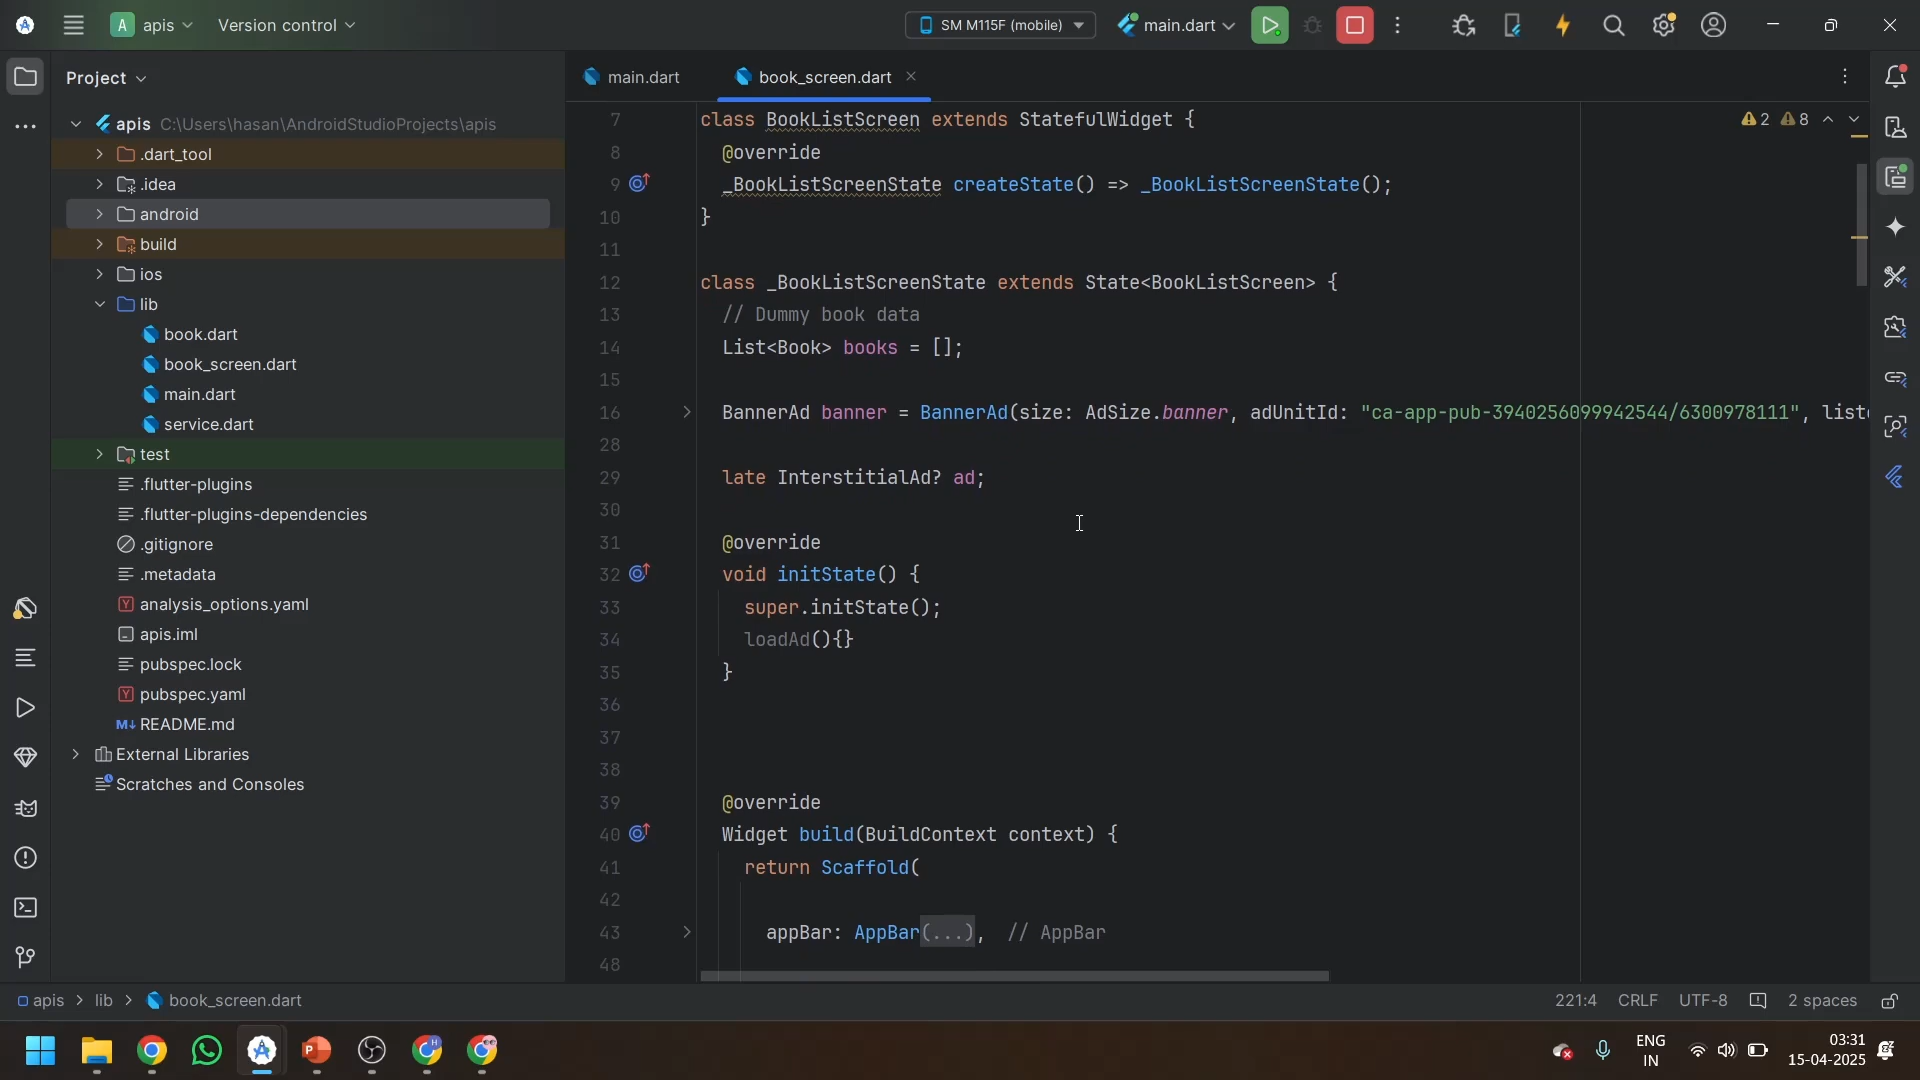 A apis
Version control
SM M115F (mobile)
main.dart
Project
main.dart
book_screen.dart
apis C:\Users\hasan\AndroidStudioProjects\apis
.dart_tool
.idea
android
build
ios
lib
book.dart
book_screen.dart
main.dart
service.dart
test
.flutter-plugins
.flutter-plugins-dependencies
.gitignore
.metadata
analysis_options.yaml
apis.iml
pubspec.lock
pubspec.yaml
README.md
External Libraries
Scratches and Consoles
2 8
7 class BookListScreen extends StatefulWidget {
8 @override
9 _BookListScreenState createState() => _BookListScreenState();
10 }
11
12 class _BookListScreenState extends State<BookListScreen> {
13 // Dummy book data
14 List<Book> books = [];
15
16 BannerAd banner = BannerAd(size: AdSize.banner, adUnitId: "ca-app-pub-3940256099942544/6300978111", list
28
29 late InterstitialAd? ad;
30
31 @override
32 void initState() {
33 super.initState();
34 loadAd(){}
35 }
36
37
38
39 @override
40 Widget build(BuildContext context) {
41 return Scaffold(
42
43 appBar: AppBar(...), // AppBar
48
apis > lib > book_screen.dart
221:4 CRLF UTF-8 2 spaces
ENG
IN
03:31
15-04-2025